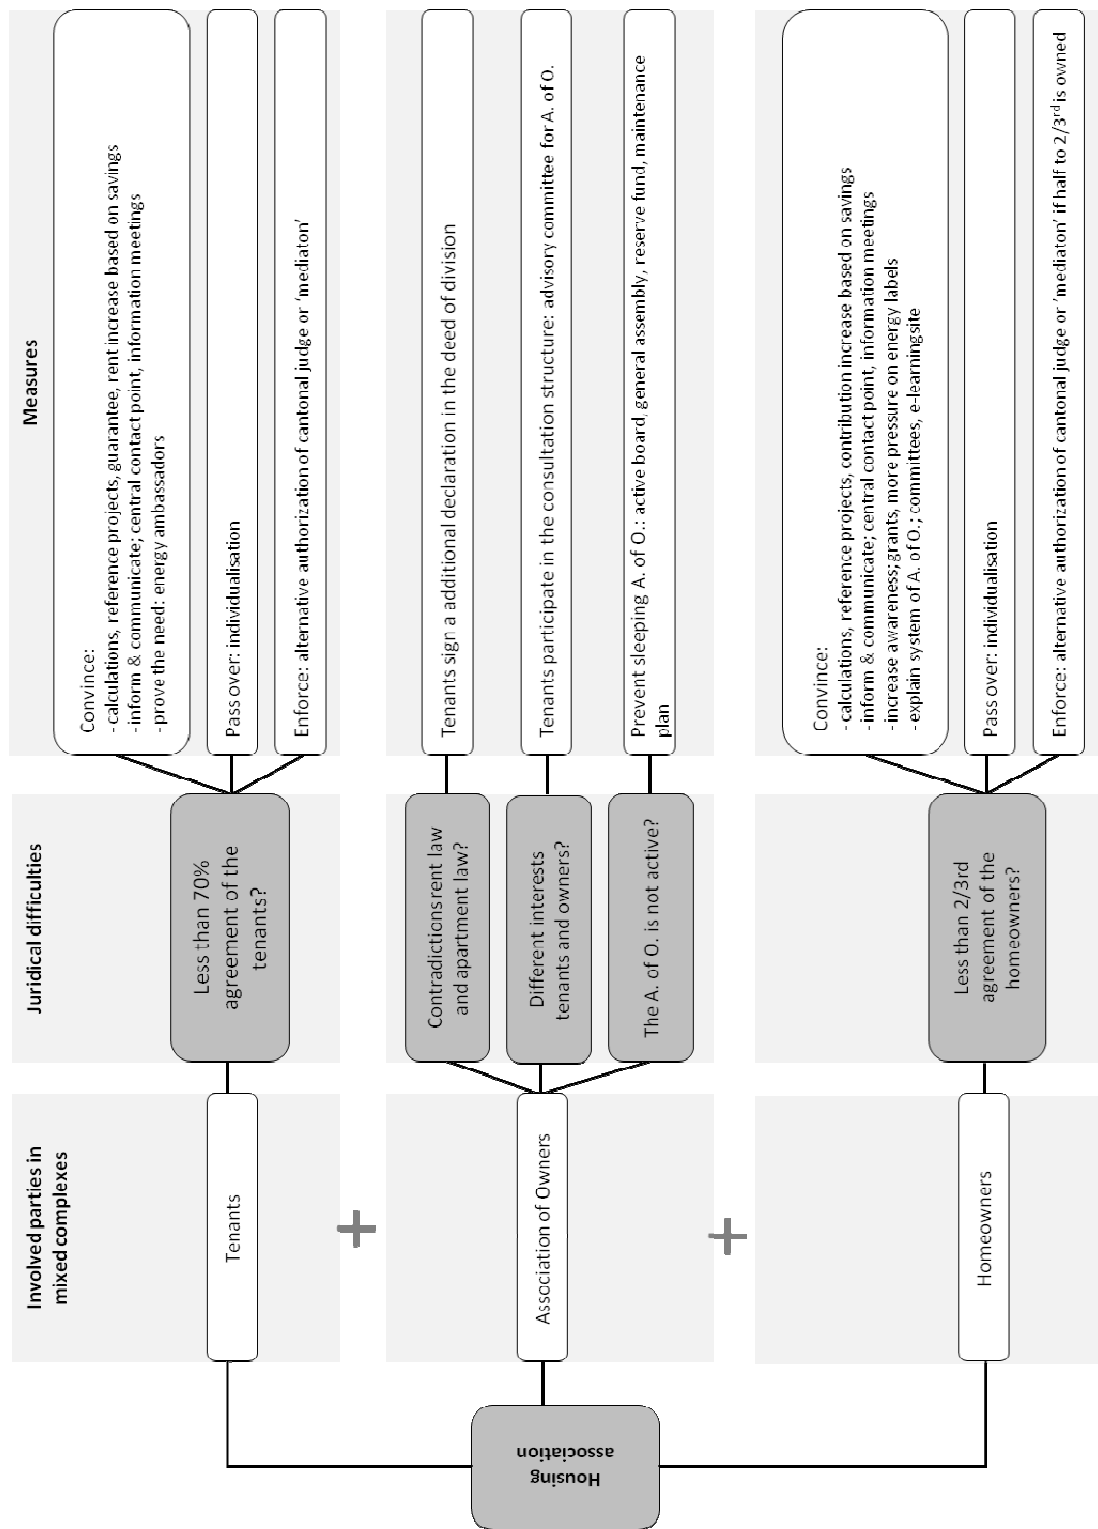 Involved parties in
mixed complexes
Juridical difficulties
Measures
Housing
association
Tenants
Less than 70%
agreement of the
tenants?
Convince:
- calculations, reference projects, guarantee, rent increase based on savings
- inform & communicate; central contact point, information meetings
- prove the need: energy ambassadors
Pass over: individualisation
Enforce: alternative authorization of cantonal judge or ‘mediaton’
+
Association of Owners
Contradictions rent law
and apartment law?
Tenants sign a additional declaration in the deed of division
Different interests
tenants and owners?
Tenants participate in the consultation structure: advisory committee for A. of O.
The A. of O. is not active?
Prevent sleeping A. of O.: active board, general assembly, reserve fund, maintenance
plan
+
Homeowners
Less than 2/3rd
agreement of the
homeowners?
Convince:
- calculations, reference projects, contribution increase based on savings
- inform & communicate; central contact point, information meetings
- increase awareness; grants, more pressure on energy labels
- explain system of A. of O.; committees, e-learningsite
Pass over: individualisation
Enforce: alternative authorization of cantonal judge or ‘mediaton’ if half to 2/3rd is owned